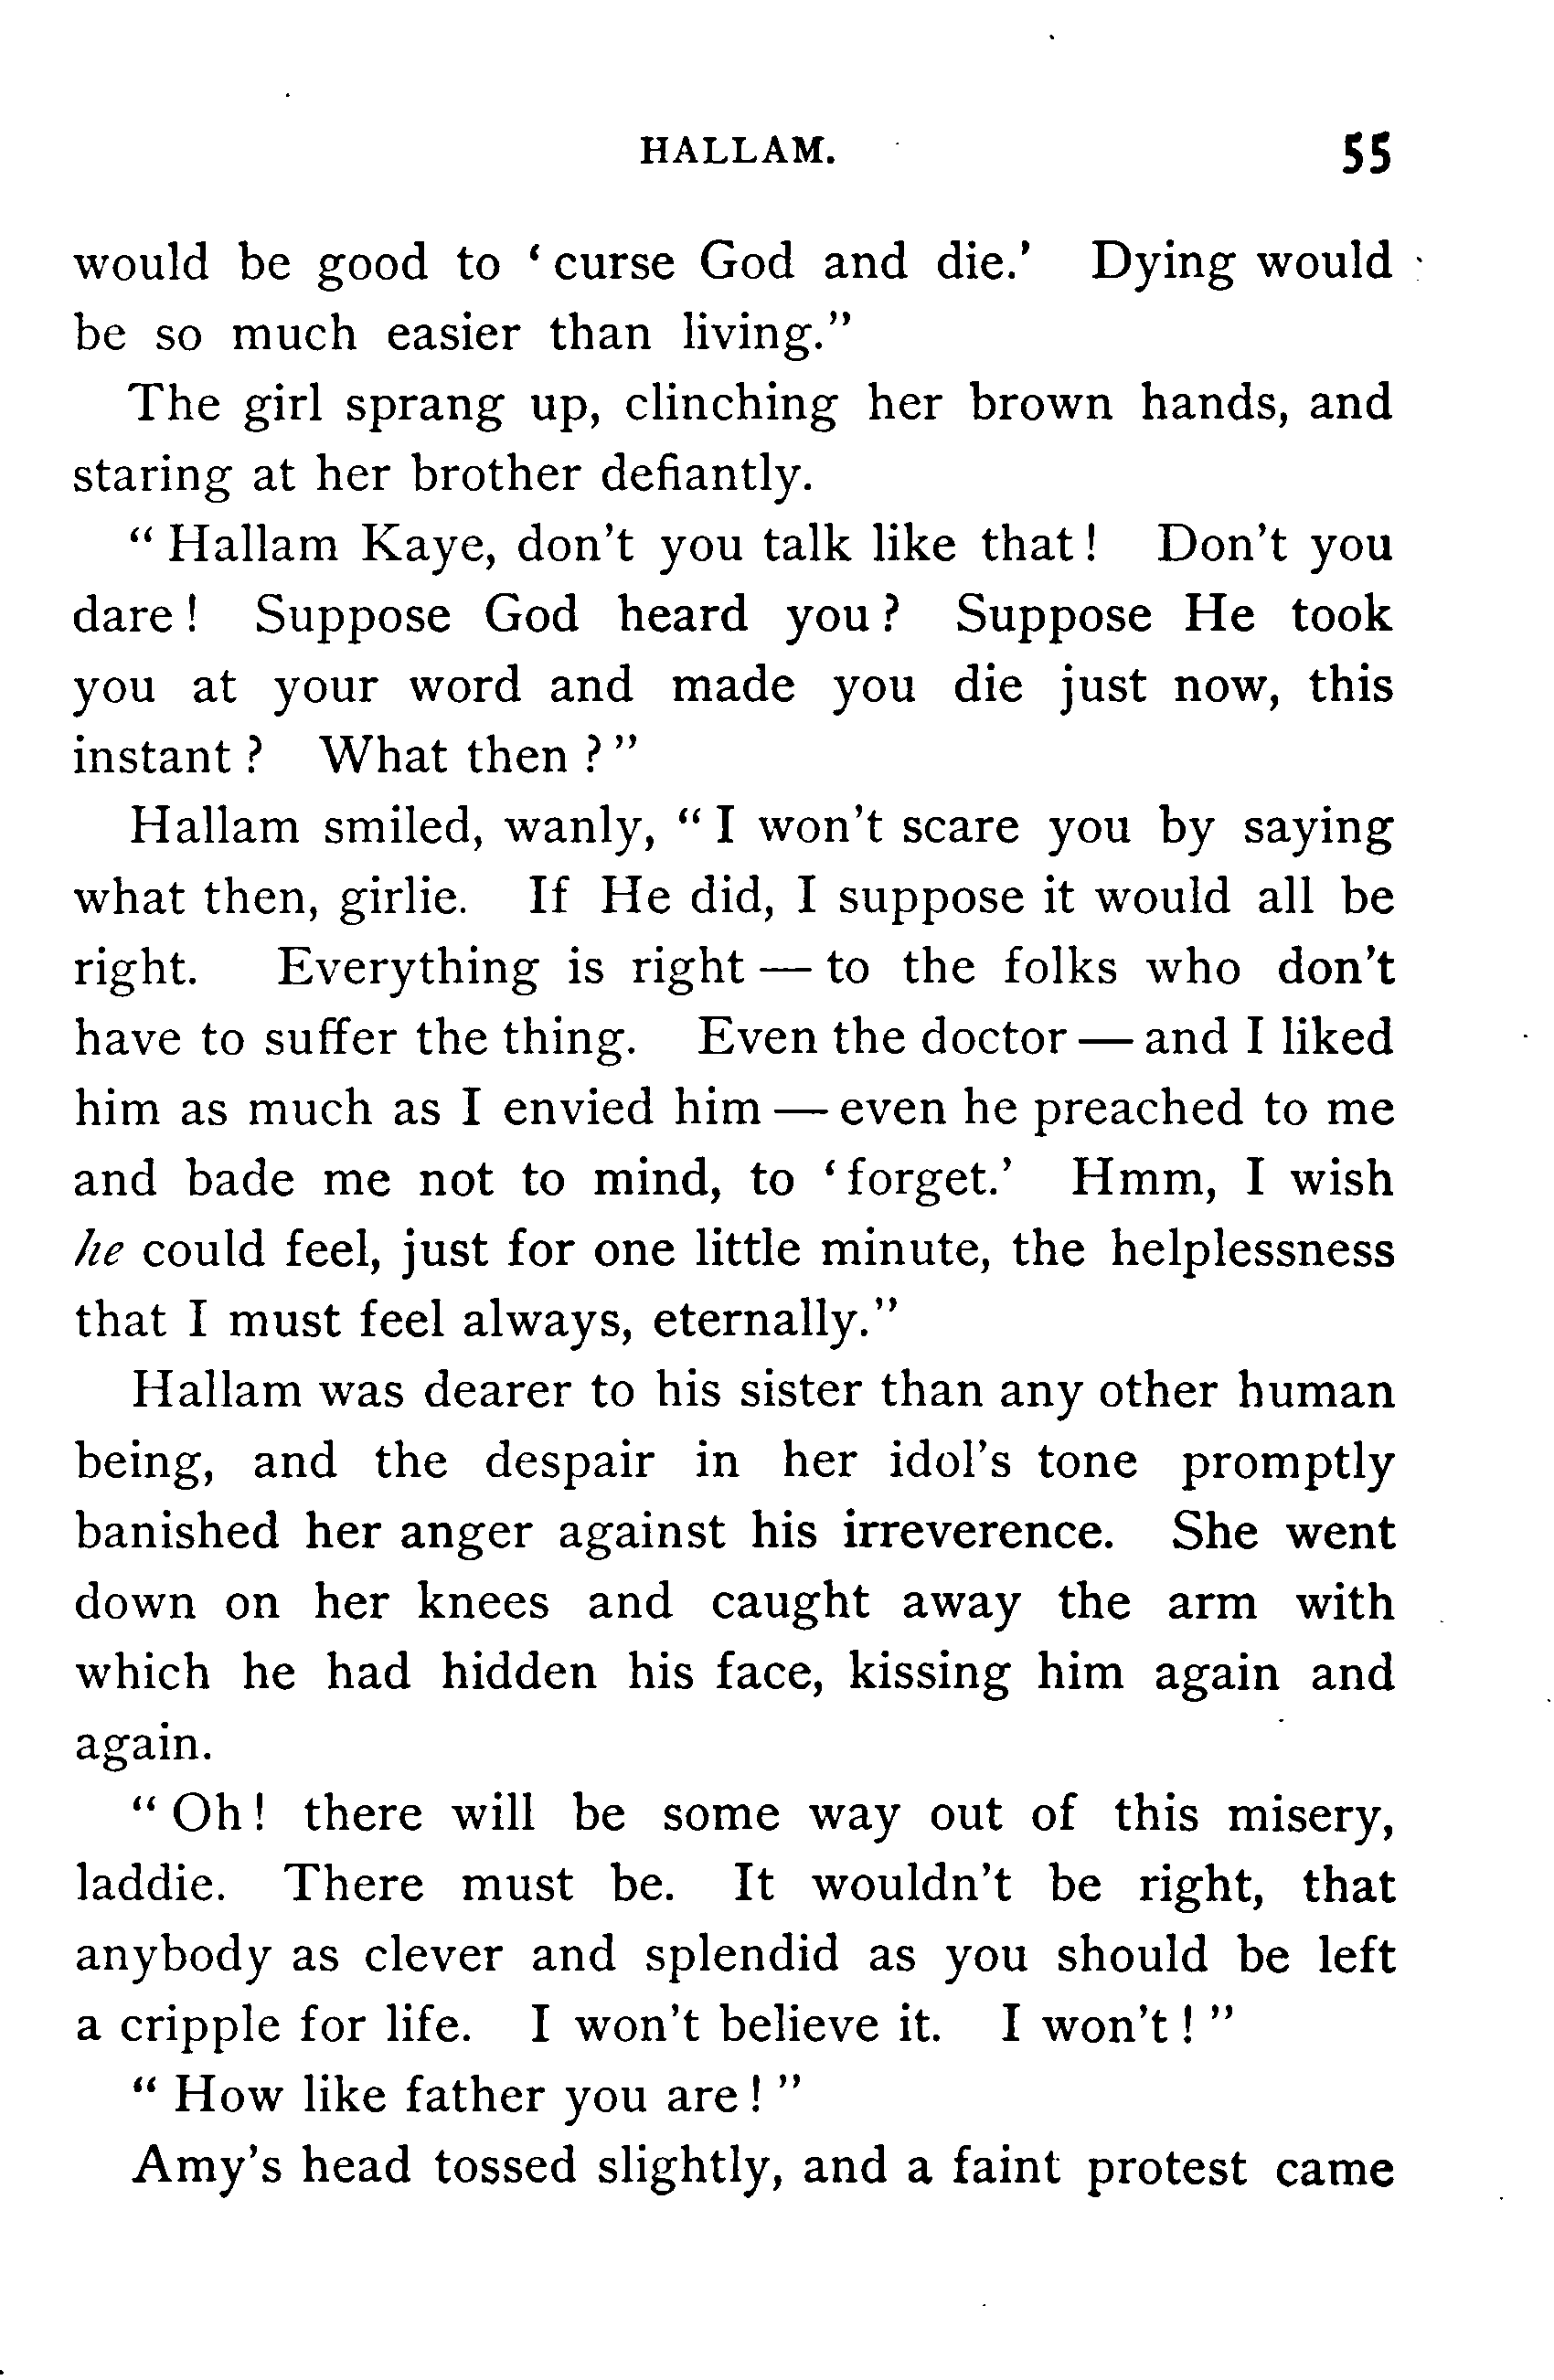 HALLAM. 55
would be good to ‘curse God and die.’ Dying would
be so much easier than living.”
The girl sprang up, clinching her brown hands, and
staring at her brother defiantly.
“Hallam Kaye, don’t you talk like that! Don’t you
dare! Suppose God heard you? Suppose He took
you at your word and made you die just now, this
instant? What then?”
Hallam smiled, wanly, “I won’t scare you by saying
what then, girlie. If He did, I suppose it would all be
right. Everything is right — to the folks who don’t
have to suffer the thing. Even the doctor — and I liked
him as much as I envied him — even he preached to me
and bade me not to mind, to ‘forget.’ Hmm, I wish
he could feel, just for one little minute, the helplessness
that I must feel always, eternally.”
Hallam was dearer to his sister than any other human
being, and the despair in her idol’s tone promptly
banished her anger against his irreverence. She went
down on her knees and caught away the arm with
which he had hidden his face, kissing him again and
again.
“Oh! there will be some way out of this misery,
laddie. There must be. It wouldn’t be right, that
anybody as clever and splendid as you should be left
a cripple for life. I won’t believe it. I won’t!”
“How like father you are!”
Amy’s head tossed slightly, and a faint protest came